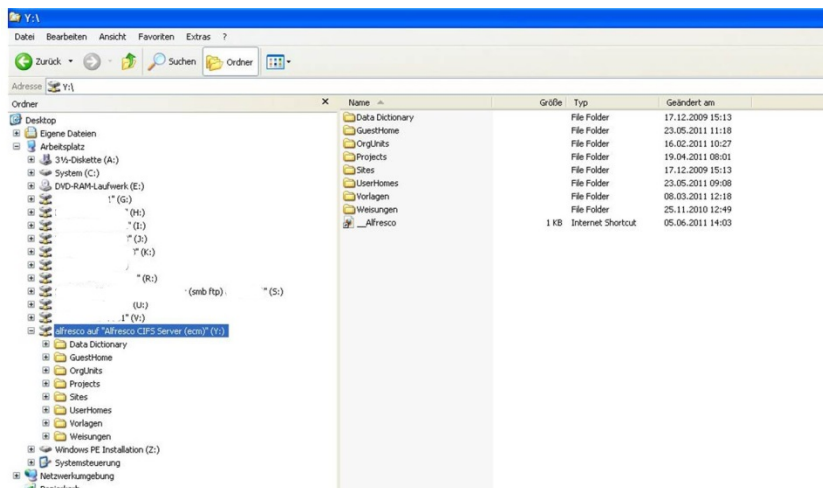 Y:\
Datei Bearbeiten Ansicht Favoriten Extras ?
Zurück Suchen Ordner
Adresse Y:\
Ordner X
Desktop
Eigene Dateien
Arbeitsplatz
3½-Diskette (A:)
System (C:)
DVD-RAM-Laufwerk (E:)
!" (G:)
" (H:)
" (I:)
" (J:)
)" (K:)
" (R:)
(smb ftp) " (S:)
(U:)
1" (V:)
alfresco auf "Alfresco CIFS Server (ecm)" (Y:)
Data Dictionary
GuestHome
OrgUnits
Projects
Sites
UserHomes
Vorlagen
Weisungen
Windows PE Installation (Z:)
Systemsteuerung
Netzwerkumgebung
Papierkorb
Name Größe Typ Geändert am
Data Dictionary File Folder 17.12.2009 15:13
GuestHome File Folder 23.05.2011 11:18
OrgUnits File Folder 16.02.2011 10:27
Projects File Folder 19.04.2011 08:01
Sites File Folder 17.12.2009 15:13
UserHomes File Folder 23.05.2011 09:08
Vorlagen File Folder 08.03.2011 12:18
Weisungen File Folder 25.11.2010 12:49
__Alfresco 1 KB Internet Shortcut 05.06.2011 14:03